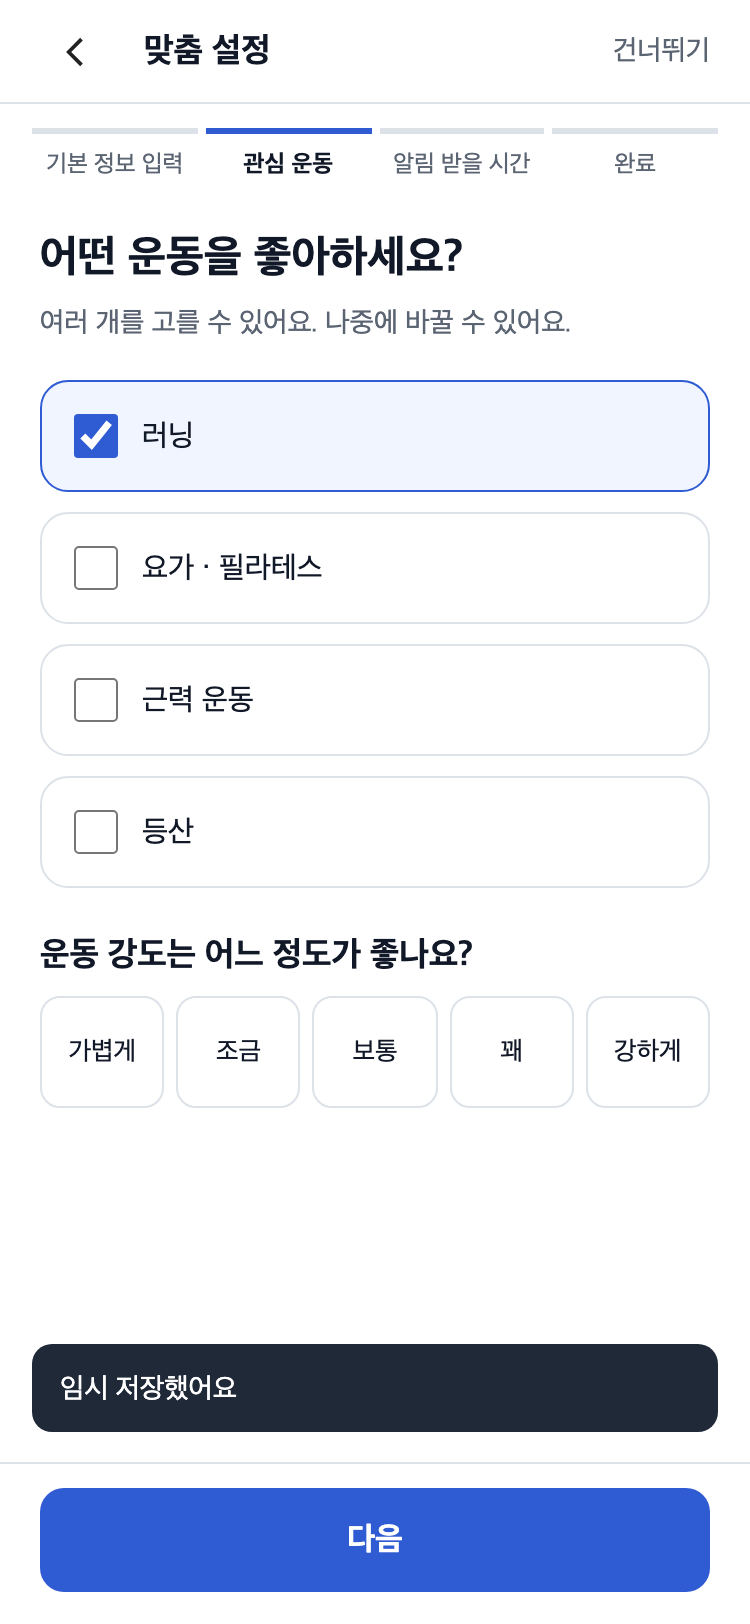 맞춤 설정 건너뛰기
기본 정보 입력 관심 운동 알림 받을 시간 완료
어떤 운동을 좋아하세요?
여러 개를 고를 수 있어요. 나중에 바꿀 수 있어요.
러닝
요가 · 필라테스
근력 운동
등산
운동 강도는 어느 정도가 좋나요?
가볍게 조금 보통 꽤 강하게
임시 저장했어요
다음